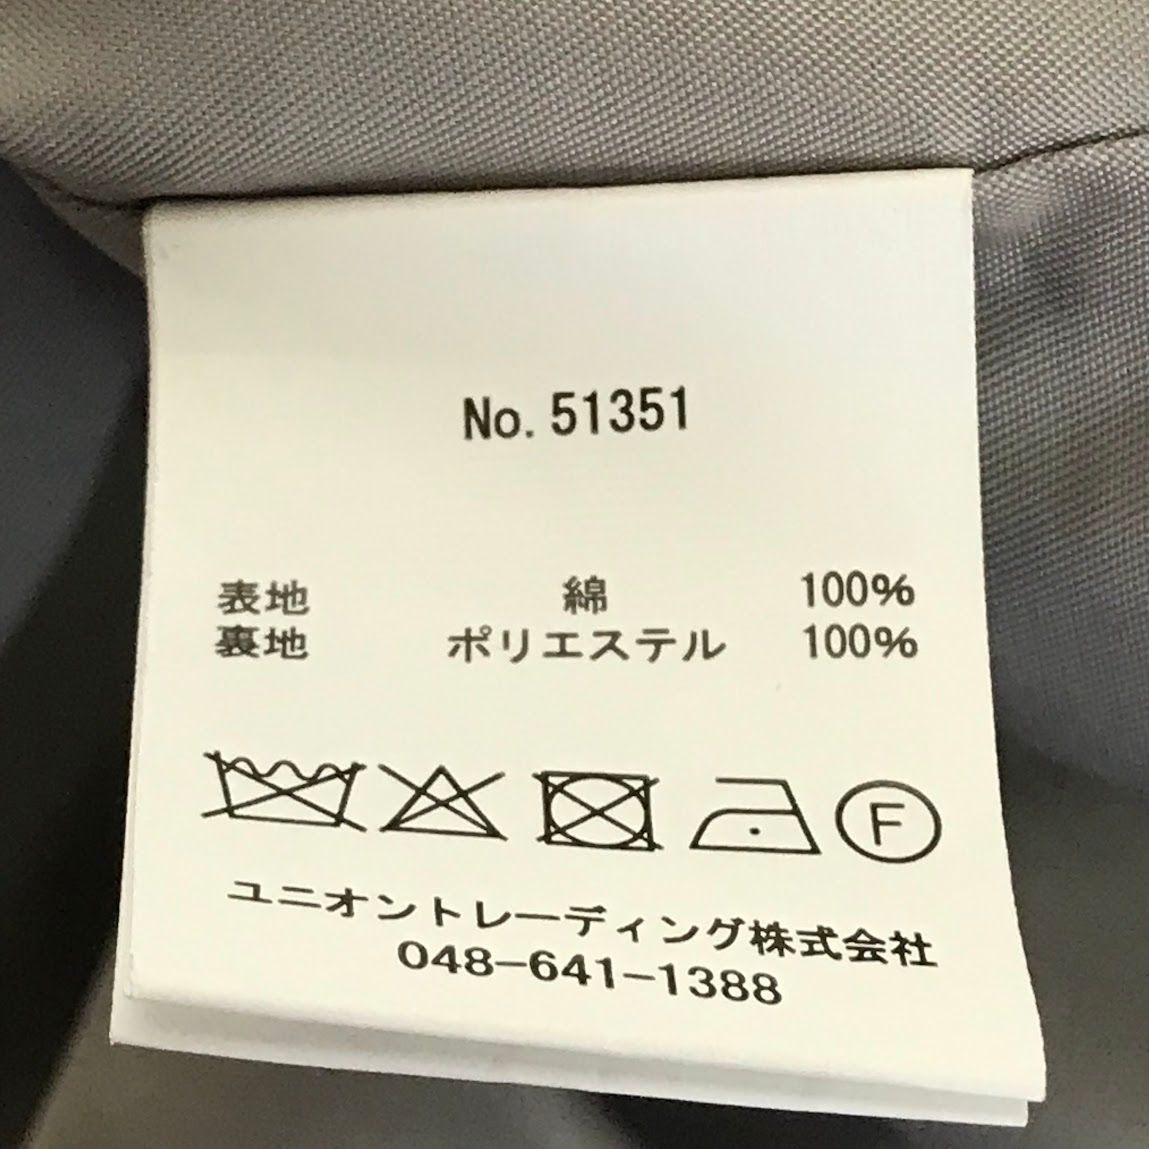 No. 51351
表地 綿 100%
裏地 ポリエステル 100%
F
ユニオントレーディング株式会社
048-641-1388